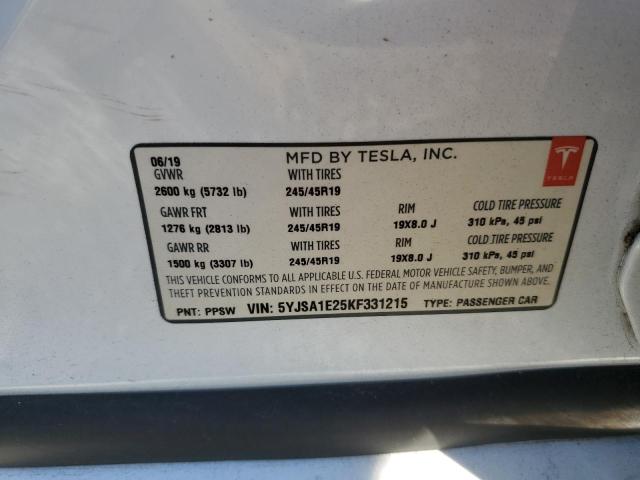 06/19 MFD BY TESLA, INC.
GVWR WITH TIRES
2600 kg (5732 lb) 245/45R19
GAWR FRT WITH TIRES RIM COLD TIRE PRESSURE
1276 kg (2813 lb) 245/45R19 19X8.0 J 310 kPa, 45 psi
GAWR RR WITH TIRES RIM COLD TIRE PRESSURE
1500 kg (3307 lb) 245/45R19 19X8.0 J 310 kPa, 45 psi
THIS VEHICLE CONFORMS TO ALL APPLICABLE U.S. FEDERAL MOTOR VEHICLE SAFETY, BUMPER, AND
THEFT PREVENTION STANDARDS IN EFFECT ON THE DATE OF MANUFACTURE SHOWN ABOVE.
PNT: PPSW VIN: 5YJSA1E25KF331215 TYPE: PASSENGER CAR
TESLA